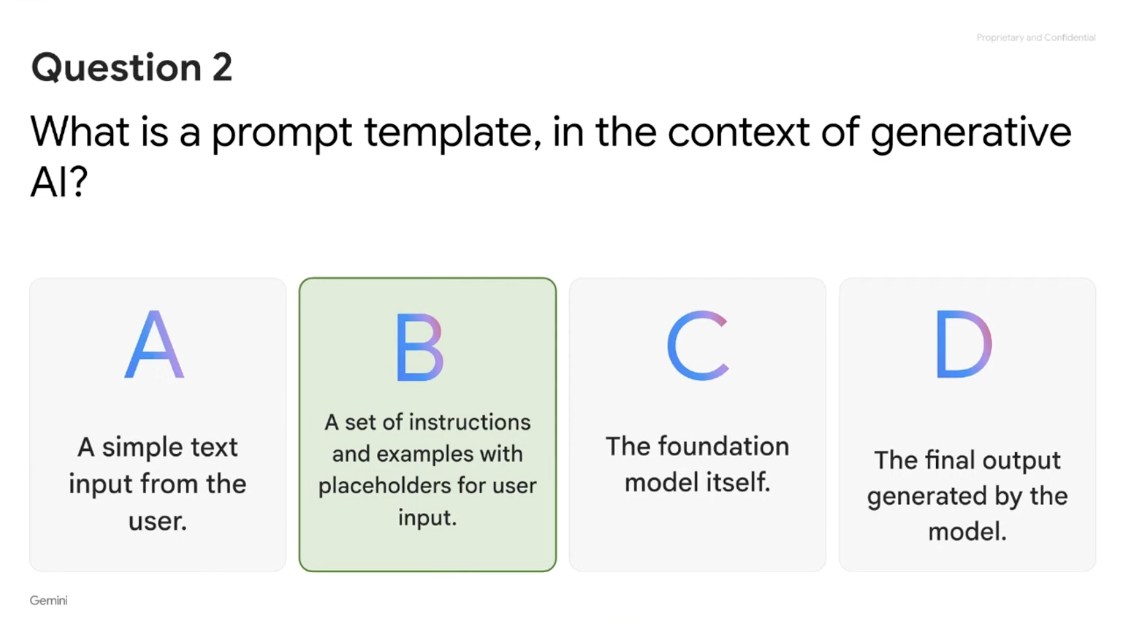 Proprietary and Confidential
Question 2
What is a prompt template, in the context of generative
AI?
A
A simple text
input from the
user.
B
A set of instructions
and examples with
placeholders for user
input.
C
The foundation
model itself.
D
The final output
generated by the
model.
Gemini